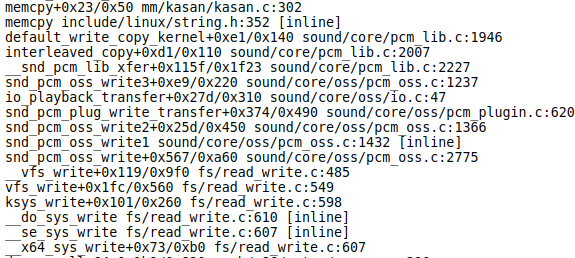 memcpy+0x23/0x50 mm/kasan/kasan.c:302
memcpy include/linux/string.h:352 [inline]
default_write_copy_kernel+0xe1/0x140 sound/core/pcm_lib.c:1946
interleaved_copy+0xd1/0x110 sound/core/pcm_lib.c:2007
__snd_pcm_lib_xfer+0x115f/0x1f23 sound/core/pcm_lib.c:2227
snd_pcm_oss_write3+0xe9/0x220 sound/core/oss/pcm_oss.c:1237
io_playback_transfer+0x27d/0x310 sound/core/oss/io.c:47
snd_pcm_plug_write_transfer+0x374/0x490 sound/core/oss/pcm_plugin.c:620
snd_pcm_oss_write2+0x25d/0x450 sound/core/oss/pcm_oss.c:1366
snd_pcm_oss_write1 sound/core/oss/pcm_oss.c:1432 [inline]
snd_pcm_oss_write+0x567/0xa60 sound/core/oss/pcm_oss.c:2775
__vfs_write+0x119/0x9f0 fs/read_write.c:485
vfs_write+0x1fc/0x560 fs/read_write.c:549
ksys_write+0x101/0x260 fs/read_write.c:598
__do_sys_write fs/read_write.c:610 [inline]
__se_sys_write fs/read_write.c:607 [inline]
__x64_sys_write+0x73/0xb0 fs/read_write.c:607